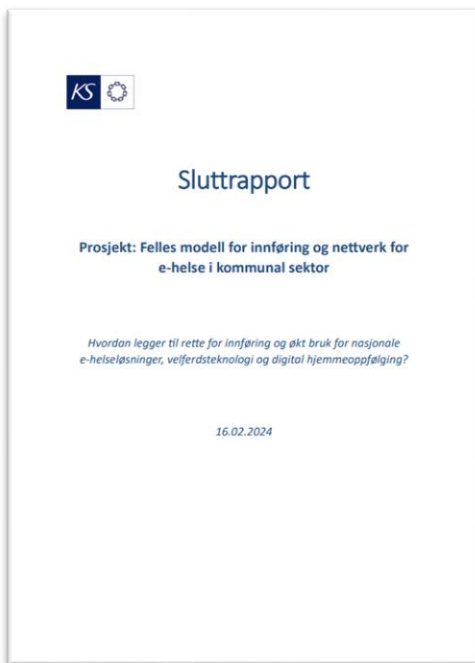 KS
Sluttrapport
Prosjekt: Felles modell for innføring og nettverk for
e-helse i kommunal sektor
Hvordan legger til rette for innføring og økt bruk for nasjonale
e-helseløsninger, velferdsteknologi og digital hjemmeoppfølging?
16.02.2024